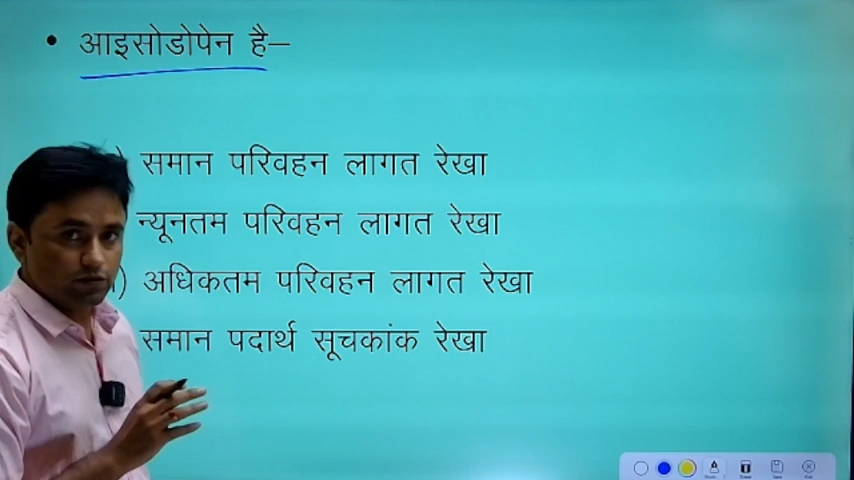 • आइसोडोपेन है–
) समान परिवहन लागत रेखा
न्यूनतम परिवहन लागत रेखा
) अधिकतम परिवहन लागत रेखा
समान पदार्थ सूचकांक रेखा